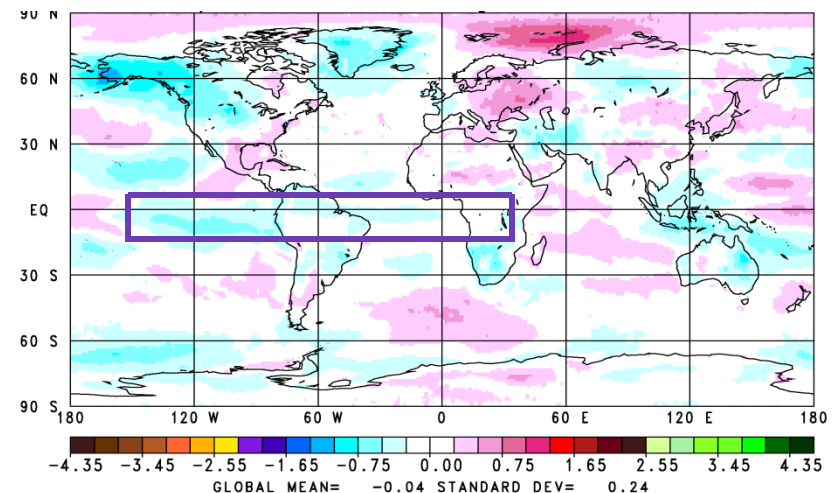 90 N
60 N
30 N
EQ
30 S
60 S
90 S
180 120 W 60 W 0 60 E 120 E 180
-4.35 -3.45 -2.55 -1.65 -0.75 0.00 0.75 1.65 2.55 3.45 4.35
GLOBAL MEAN= -0.04 STANDARD DEV= 0.24